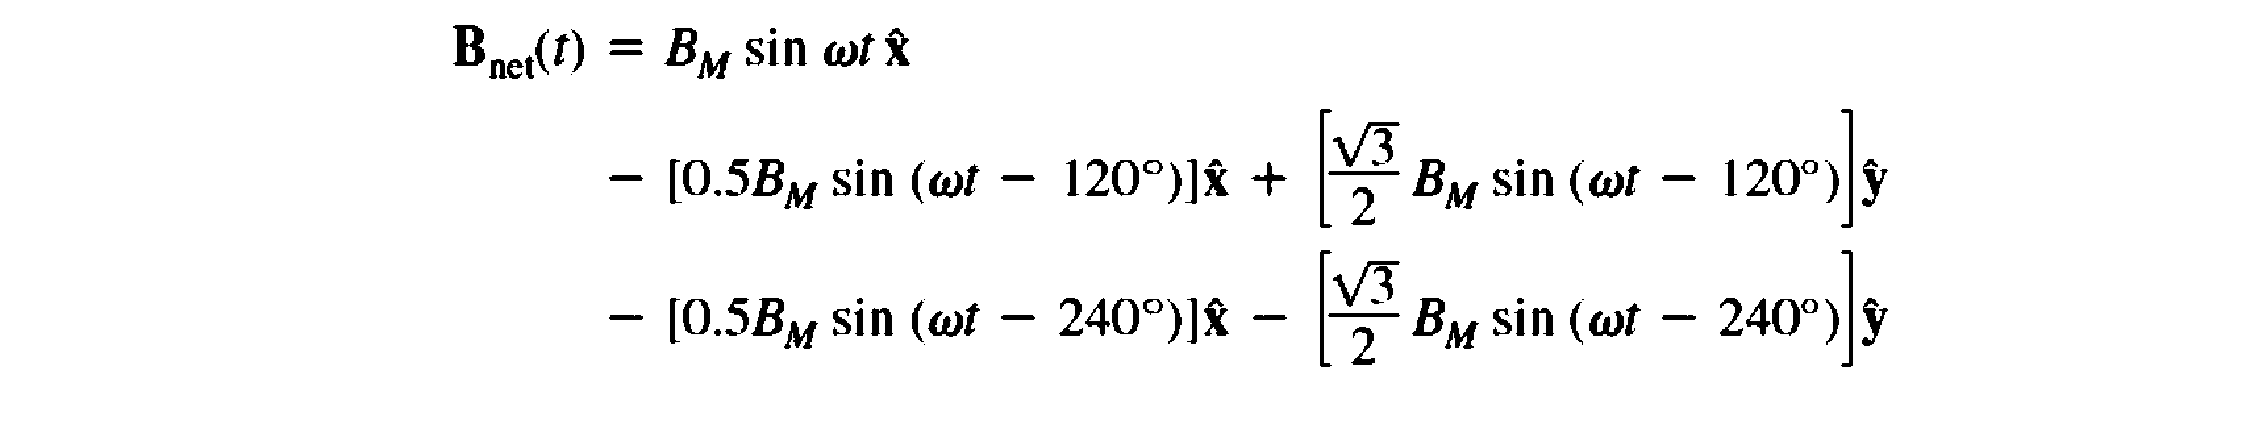 B_net(t) = B_M sin ωt x̂
− [0.5B_M sin (ωt − 120°)]x̂ + [√3/2 B_M sin (ωt − 120°)]ŷ
− [0.5B_M sin (ωt − 240°)]x̂ − [√3/2 B_M sin (ωt − 240°)]ŷ